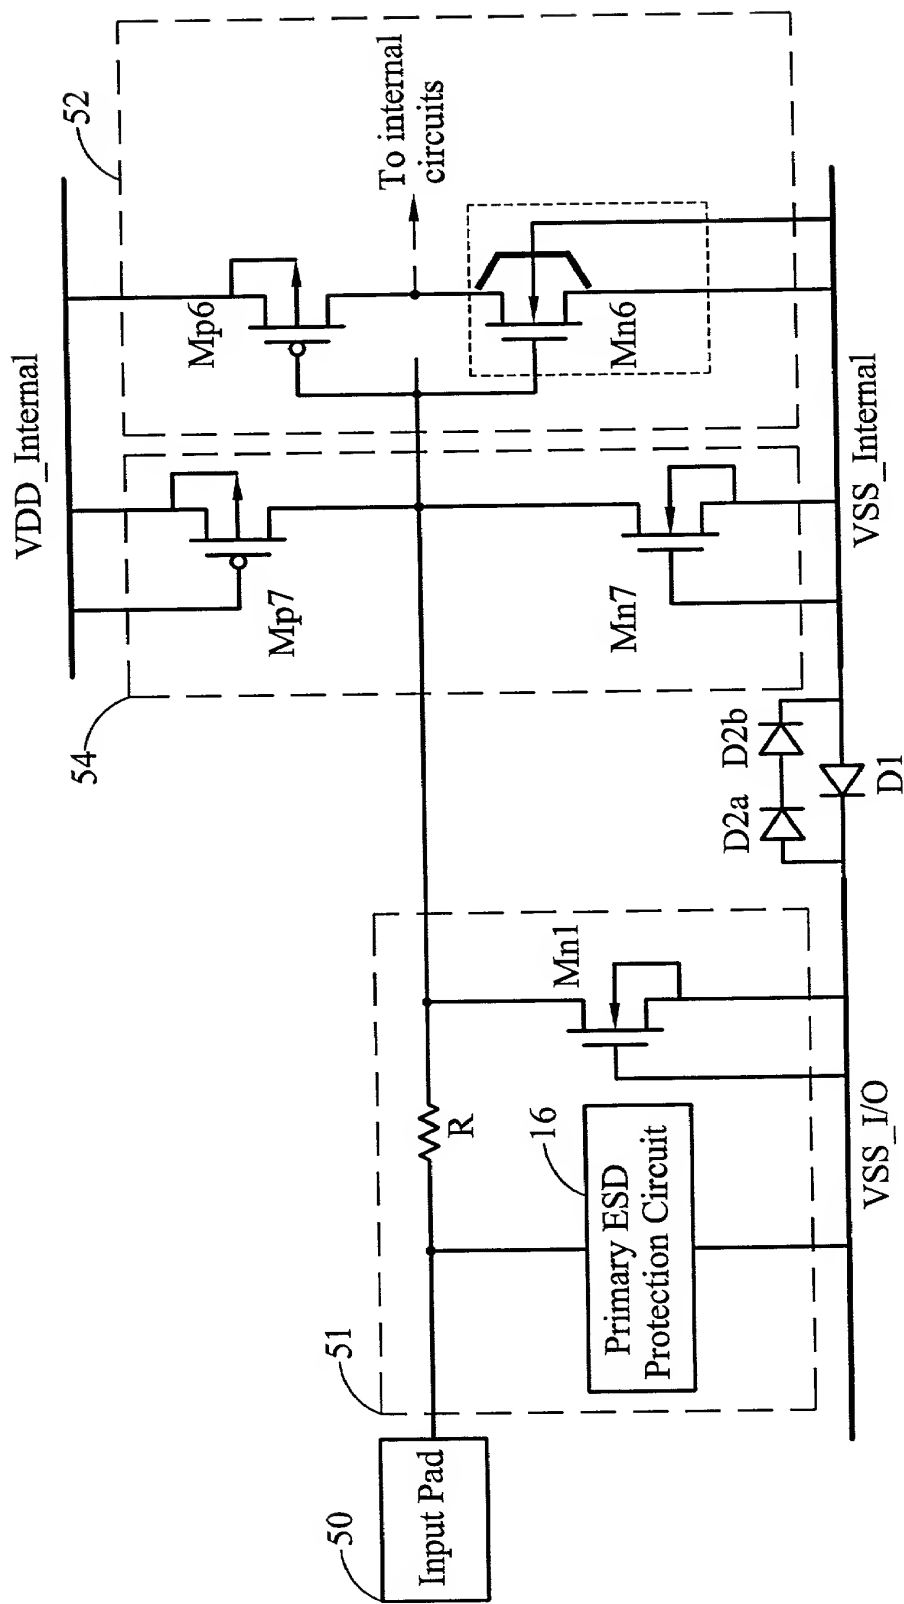 VDD_Internal
52
54
Mp6
Mp7
To internal
circuits
Mn6
Mn7
VSS_Internal
D2b
D2a
D1
51
50
Input Pad
R
Mn1
16
Primary ESD
Protection Circuit
VSS_I/O